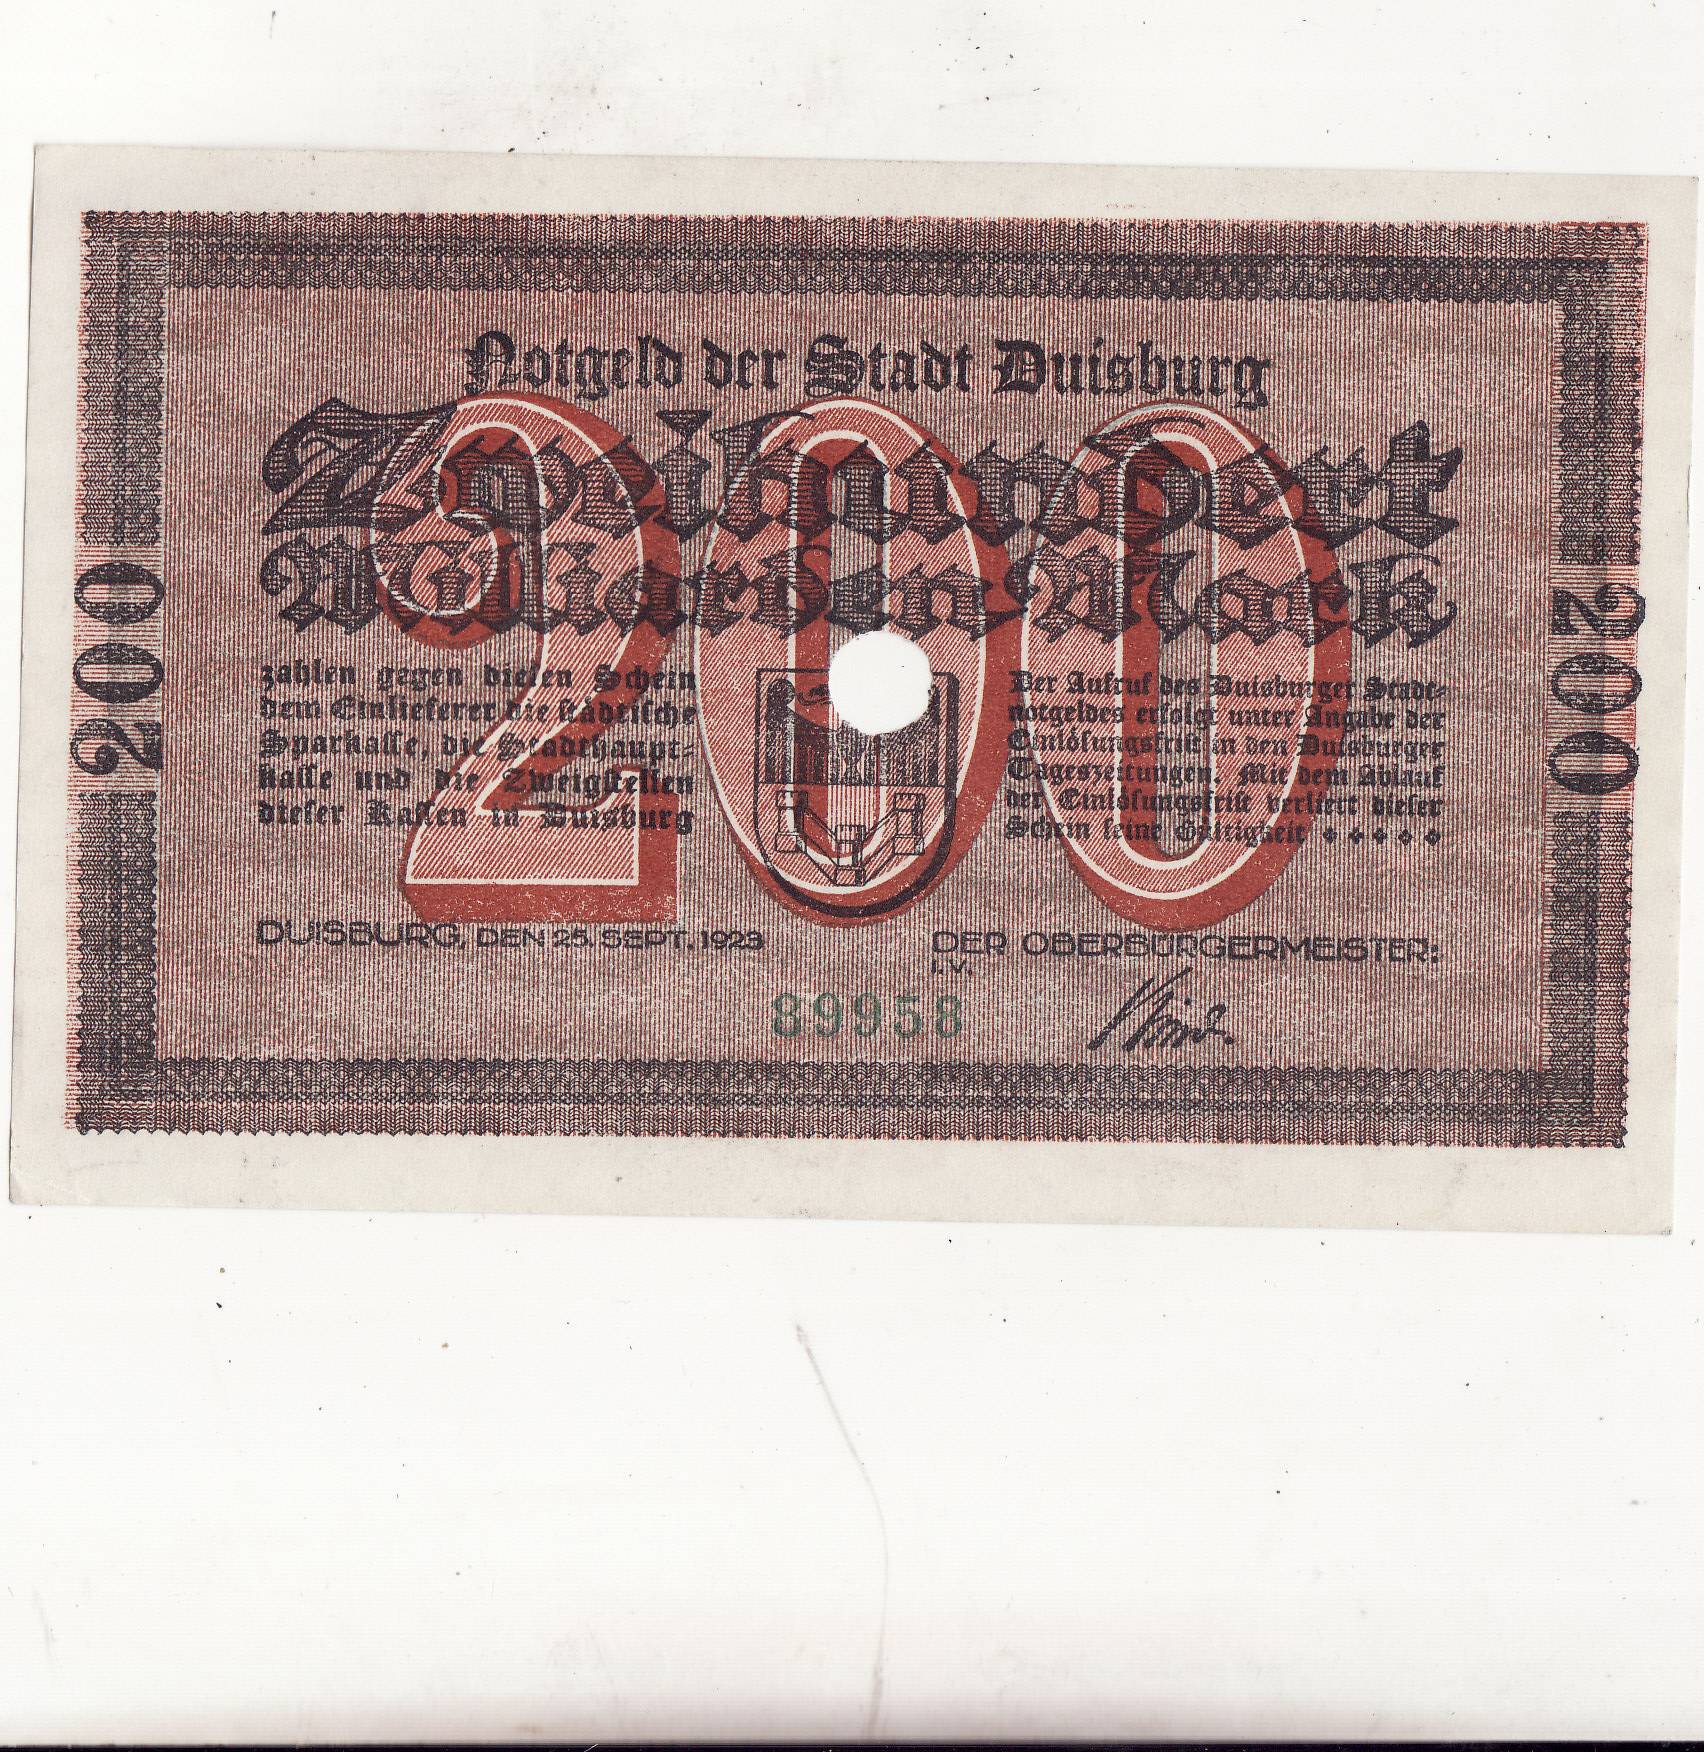 Notgeld der Stadt Duisburg
200
Zweihundert
Milliarden Mark
zahlen gegen diesen Schein
dem Einlieferer die städtische
Sparkasse, die Stadthaupt-
kasse und die Zweigstellen
dieser Kassen in Duisburg
Der Aufruf des Duisburger Stadt-
notgeldes erfolgt unter Angabe der
Einlösungsfrist in den Duisburger
Tageszeitungen. Mit dem Ablauf
der Einlösungsfrist verliert dieser
Schein seine Gültigkeit
DUISBURG, DEN 25. SEPT. 1923
DER OBERBÜRGERMEISTER:
I.V.
89958
200
200